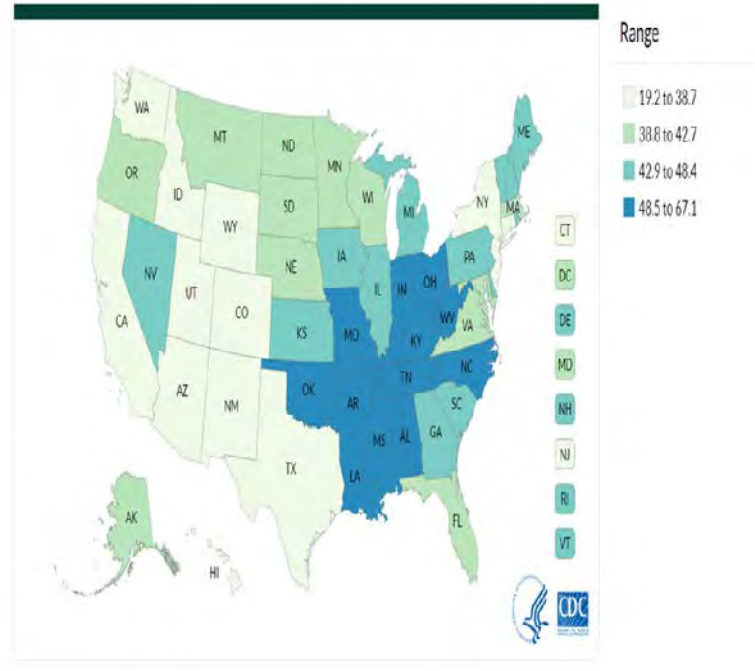 Range
19.2 to 38.7
38.8 to 42.7
42.9 to 48.4
48.5 to 67.1
WA
MT
ND
MN
ME
OR
ID
SD
WI
MI
NY
MA
WY
CT
NV
NE
IA
PA
UT
IL
IN
OH
DC
CA
CO
KS
MO
KY
WV
VA
DE
AZ
NM
OK
AR
TN
NC
MD
SC
MS
AL
GA
NH
TX
LA
NJ
AK
FL
RI
HI
VT
CDC